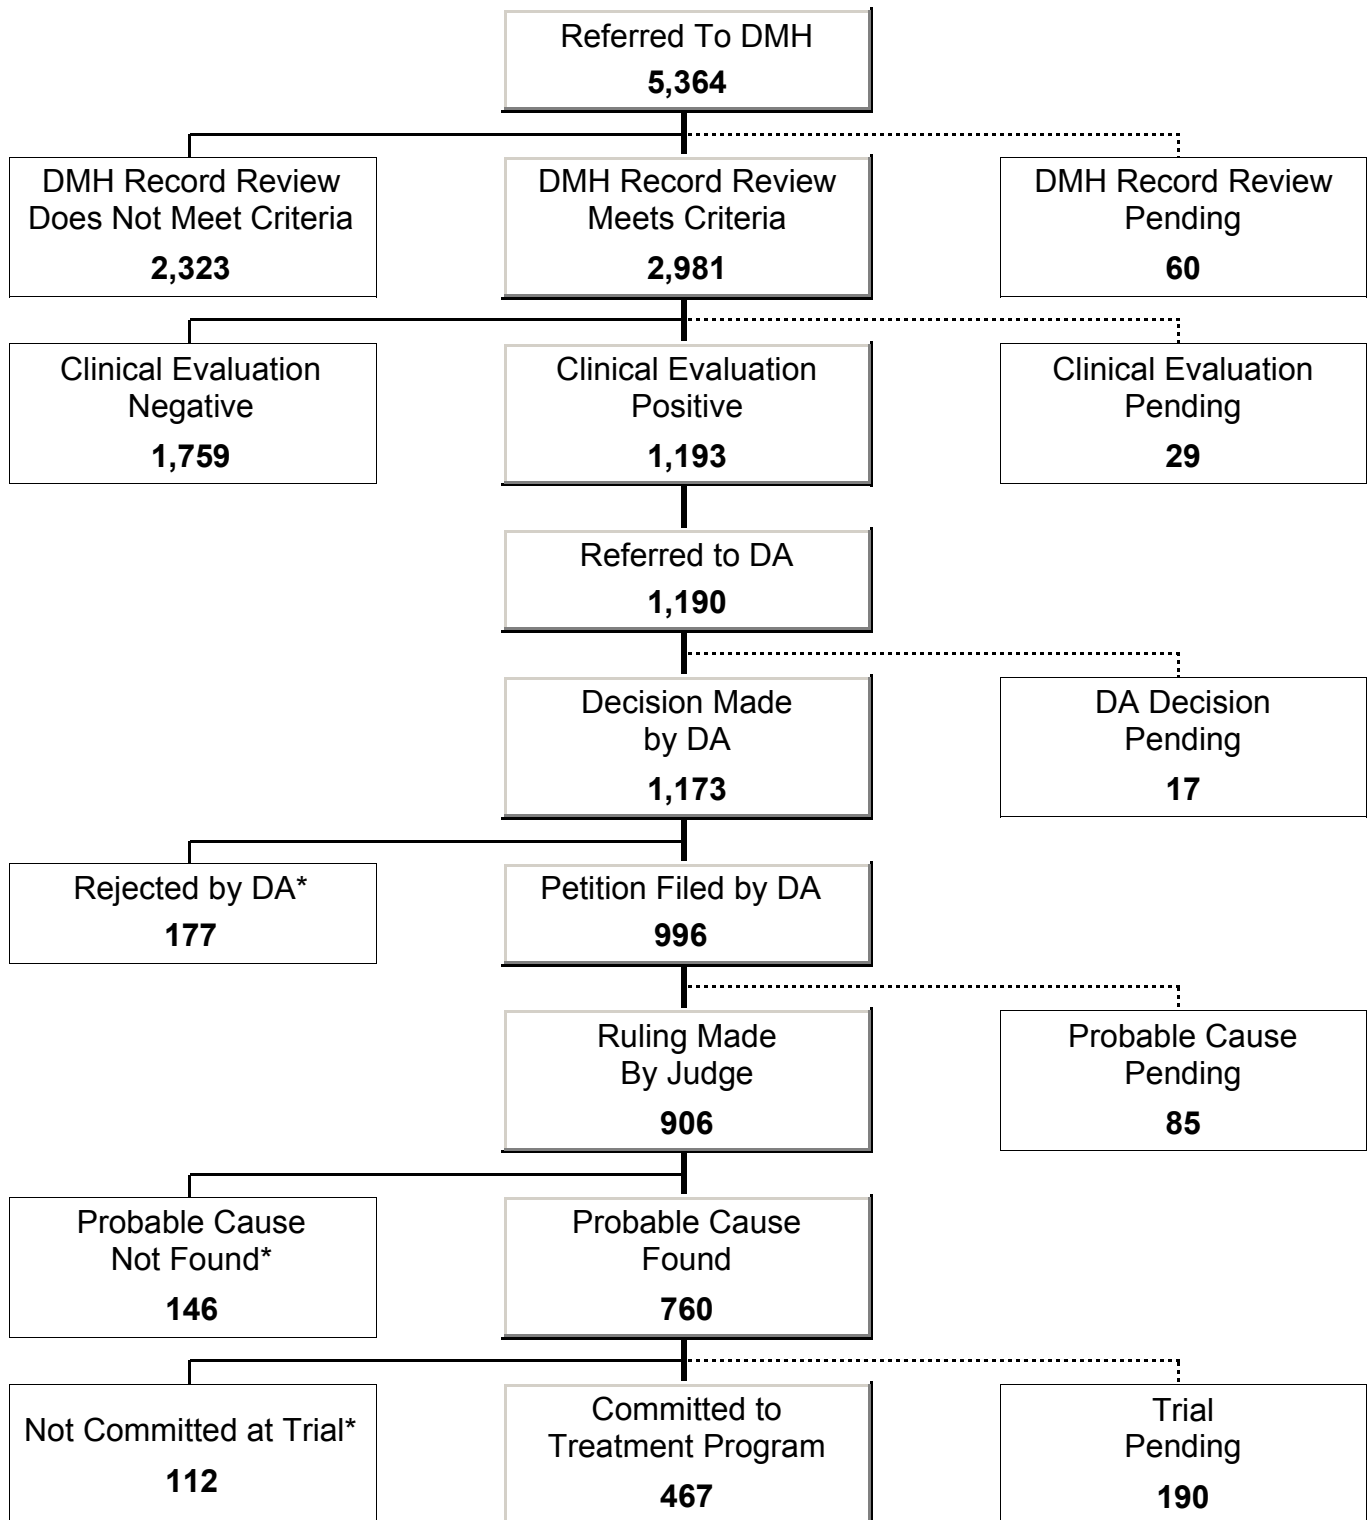 Referred To DMH
5,364
DMH Record Review
Does Not Meet Criteria
2,323
DMH Record Review
Meets Criteria
2,981
DMH Record Review
Pending
60
Clinical Evaluation
Negative
1,759
Clinical Evaluation
Positive
1,193
Clinical Evaluation
Pending
29
Referred to DA
1,190
Decision Made
by DA
1,173
DA Decision
Pending
17
Rejected by DA*
177
Petition Filed by DA
996
Ruling Made
By Judge
906
Probable Cause
Pending
85
Probable Cause
Not Found*
146
Probable Cause
Found
760
Not Committed at Trial*
112
Committed to
Treatment Program
467
Trial
Pending
190